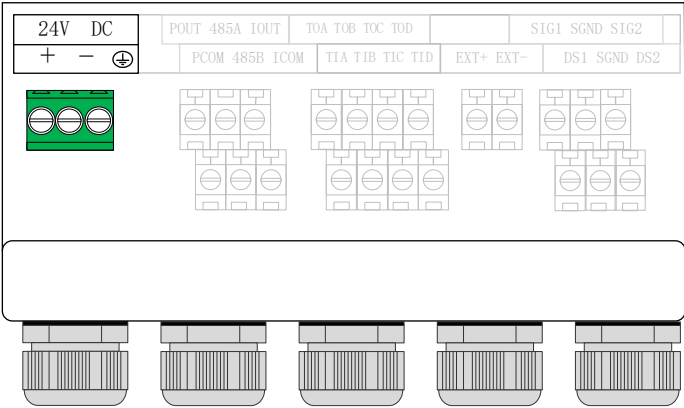 24V DC
+ −
POUT 485A IOUT
TOA TOB TOC TOD
SIG1 SGND SIG2
PCOM 485B ICOM
TIA TIB TIC TID
EXT+ EXT-
DS1 SGND DS2